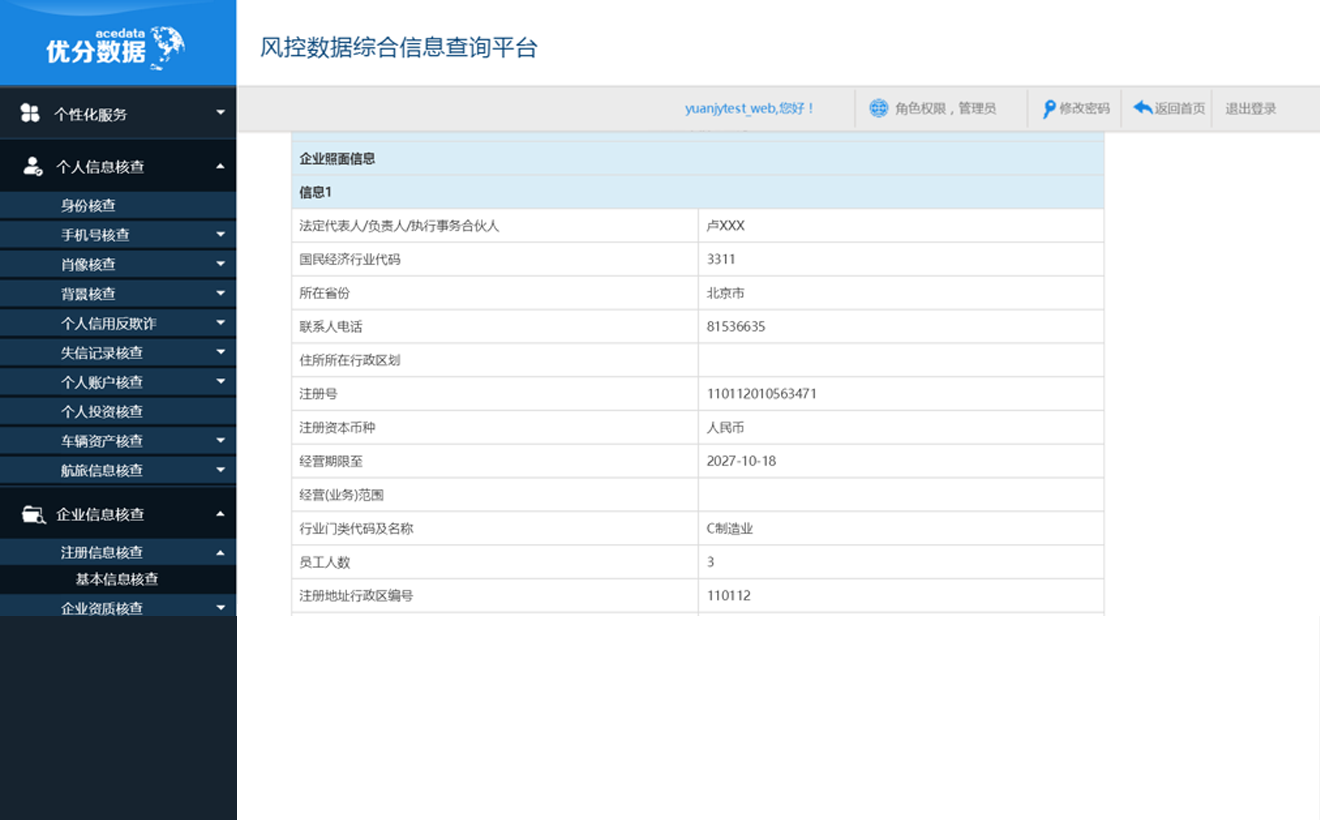 acedata
优分数据
风控数据综合信息查询平台
yuanjytest_web,您好！
角色权限，管理员
修改密码
返回首页
退出登录
个性化服务
个人信息核查
身份核查
手机号核查
肖像核查
背景核查
个人信用反欺诈
失信记录核查
个人账户核查
个人投资核查
车辆资产核查
航旅信息核查
企业信息核查
注册信息核查
基本信息核查
企业资质核查
企业照面信息
信息1
法定代表人/负责人/执行事务合伙人 卢XXX
国民经济行业代码 3311
所在省份 北京市
联系人电话 81536635
住所所在行政区划
注册号 110112010563471
注册资本币种 人民币
经营期限至 2027-10-18
经营(业务)范围
行业门类代码及名称 C制造业
员工人数 3
注册地址行政区编号 110112